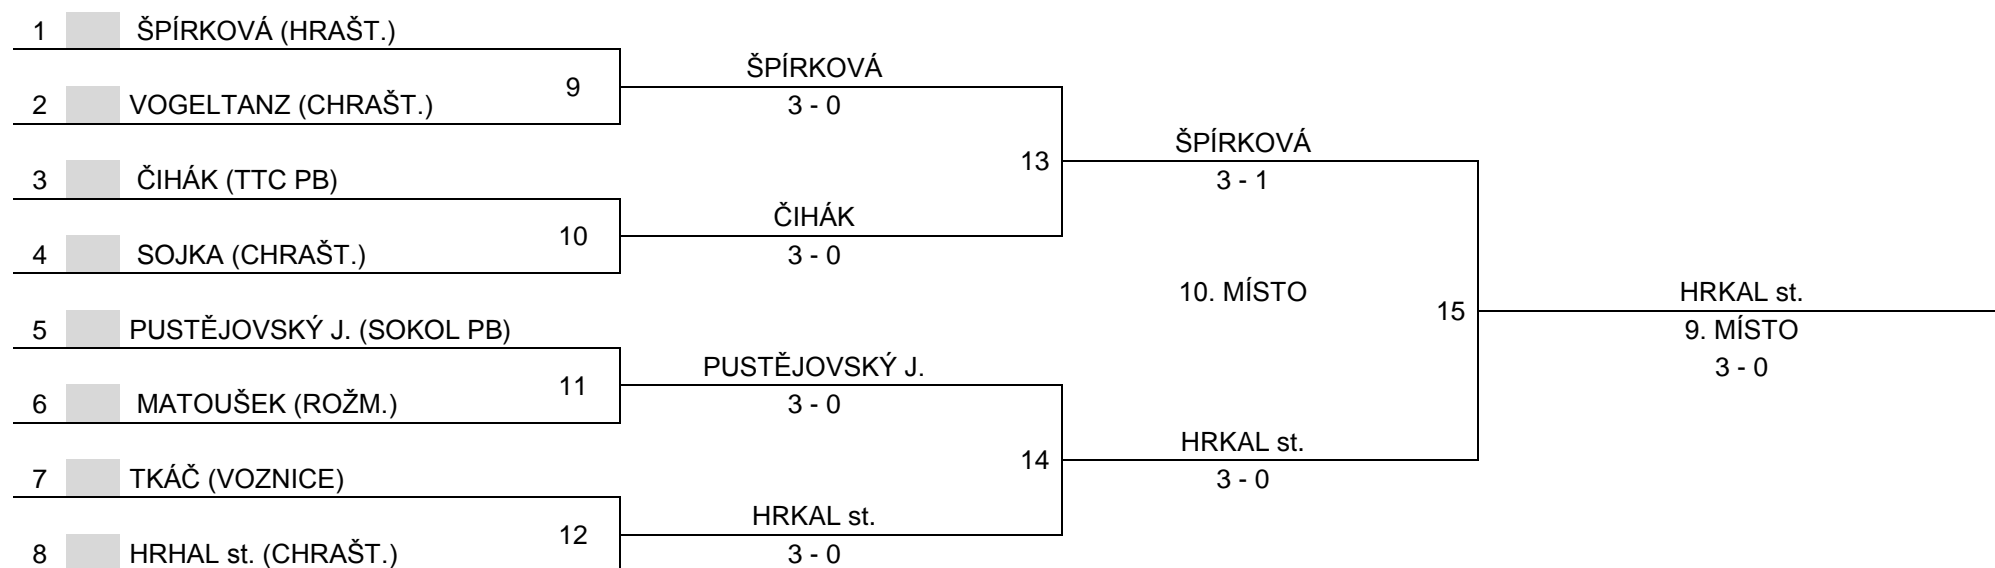 1 ŠPÍRKOVÁ (HRAŠT.)
9
ŠPÍRKOVÁ
2 VOGELTANZ (CHRAŠT.)
3 - 0
13
ŠPÍRKOVÁ
3 ČIHÁK (TTC PB)
3 - 1
10
ČIHÁK
4 SOJKA (CHRAŠT.)
3 - 0
10. MÍSTO
15
HRKAL st.
5 PUSTĚJOVSKÝ J. (SOKOL PB)
9. MÍSTO
11
PUSTĚJOVSKÝ J.
3 - 0
6 MATOUŠEK (ROŽM.)
3 - 0
14
HRKAL st.
7 TKÁČ (VOZNICE)
3 - 0
12
HRKAL st.
8 HRHAL st. (CHRAŠT.)
3 - 0